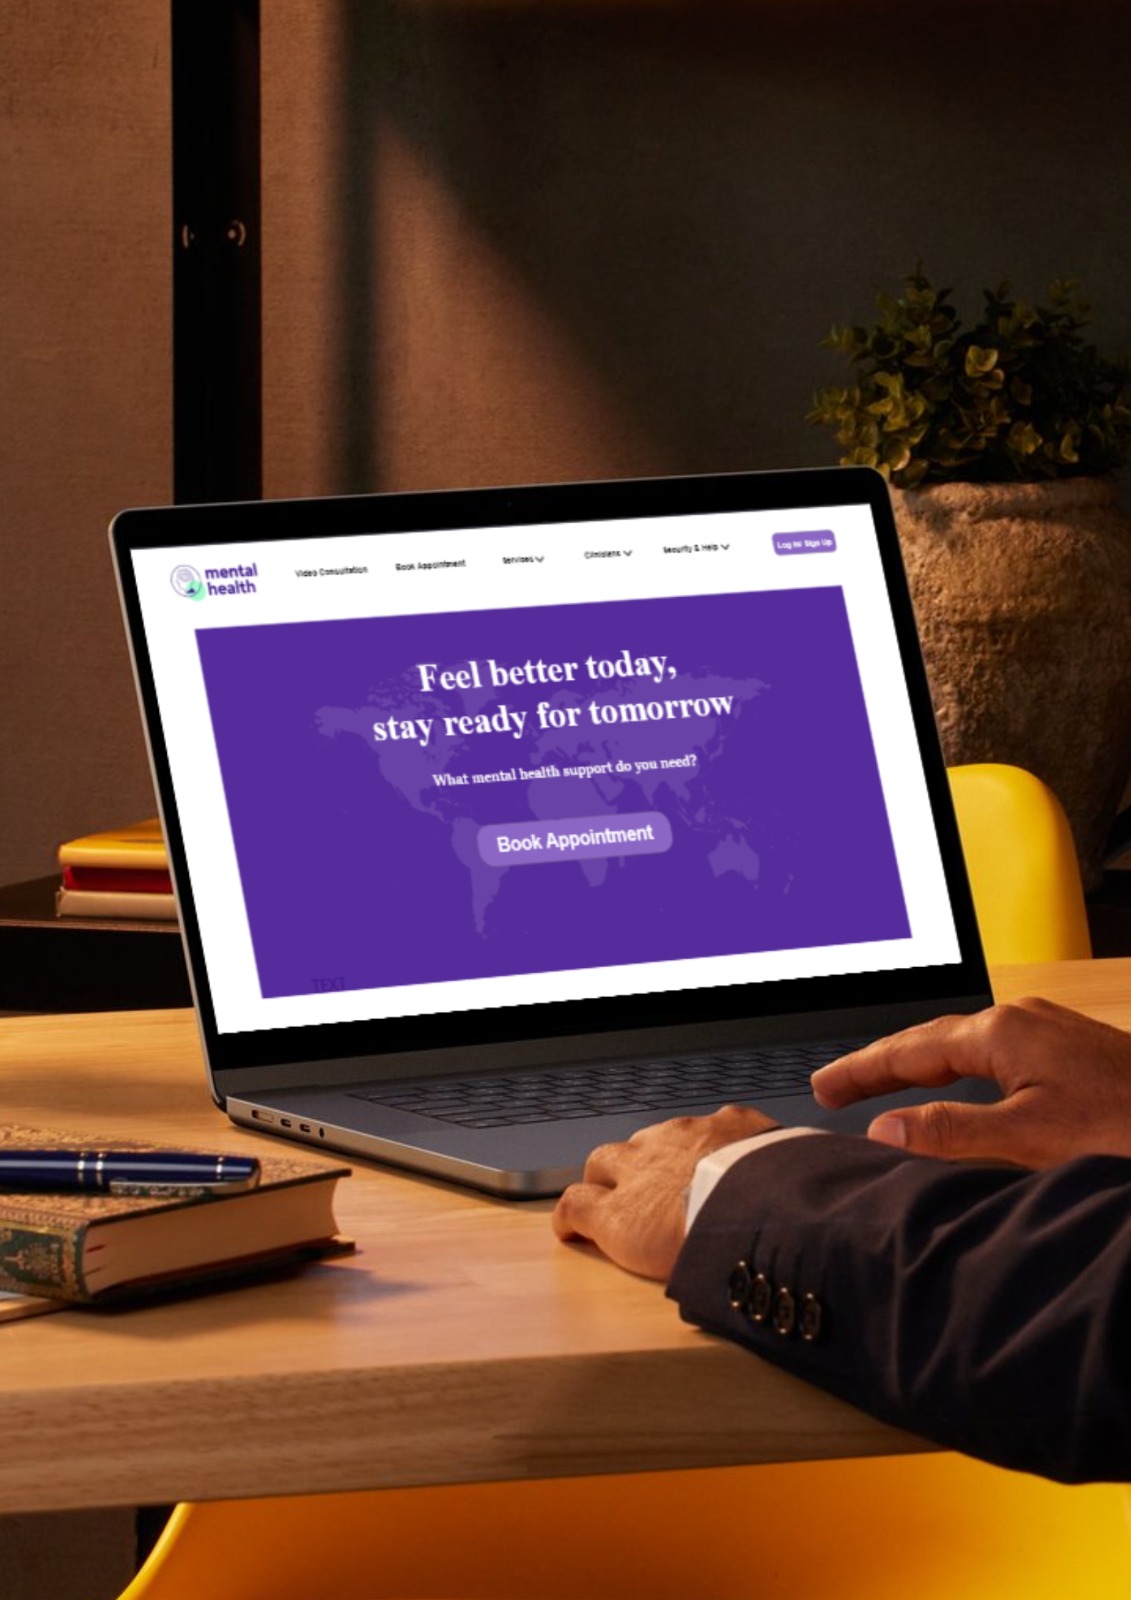 mental
health
Video Consultation
Book Appointment
Services
Clinicians
Security & Help
Log In/ Sign Up
Feel better today,
stay ready for tomorrow
What mental health support do you need?
Book Appointment
TEXT